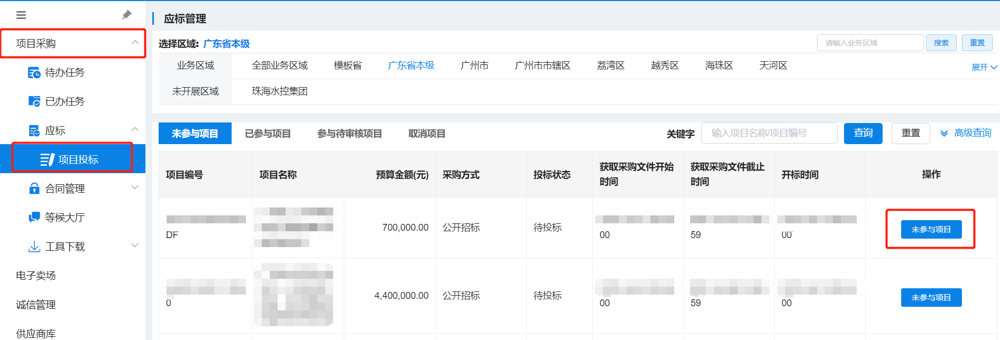 项目采购
待办任务
已办任务
应标
项目投标
合同管理
等候大厅
工具下载
电子卖场
诚信管理
供应商库
应标管理
选择区域: 广东省本级
请输入业务区域 搜索 重置
业务区域 全部业务区域 模板省 广东省本级 广州市 广州市市辖区 荔湾区 越秀区 海珠区 天河区 展开
未开展区域 珠海水控集团
未参与项目 已参与项目 参与待审核项目 取消项目 关键字 输入项目名称/项目编号 查询 重置 高级查询
项目编号 项目名称 预算金额(元) 采购方式 投标状态 获取采购文件开始时间 获取采购文件截止时间 开标时间 操作
DF 700,000.00 公开招标 待投标 00 59 00 未参与项目
0 4,400,000.00 公开招标 待投标 00 59 00 未参与项目